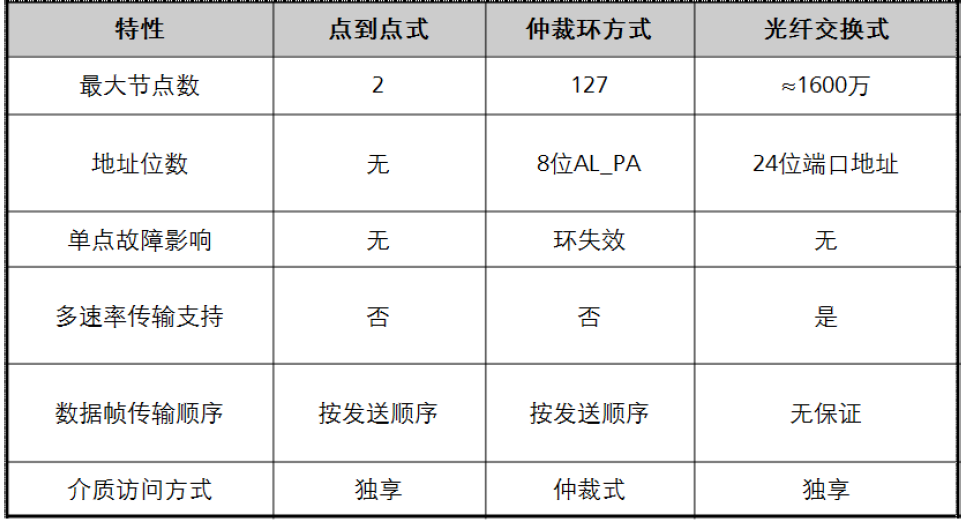 特性 点到点式 仲裁环方式 光纤交换式
最大节点数 2 127 ≈1600万
地址位数 无 8位AL_PA 24位端口地址
单点故障影响 无 环失效 无
多速率传输支持 否 否 是
数据帧传输顺序 按发送顺序 按发送顺序 无保证
介质访问方式 独享 仲裁式 独享